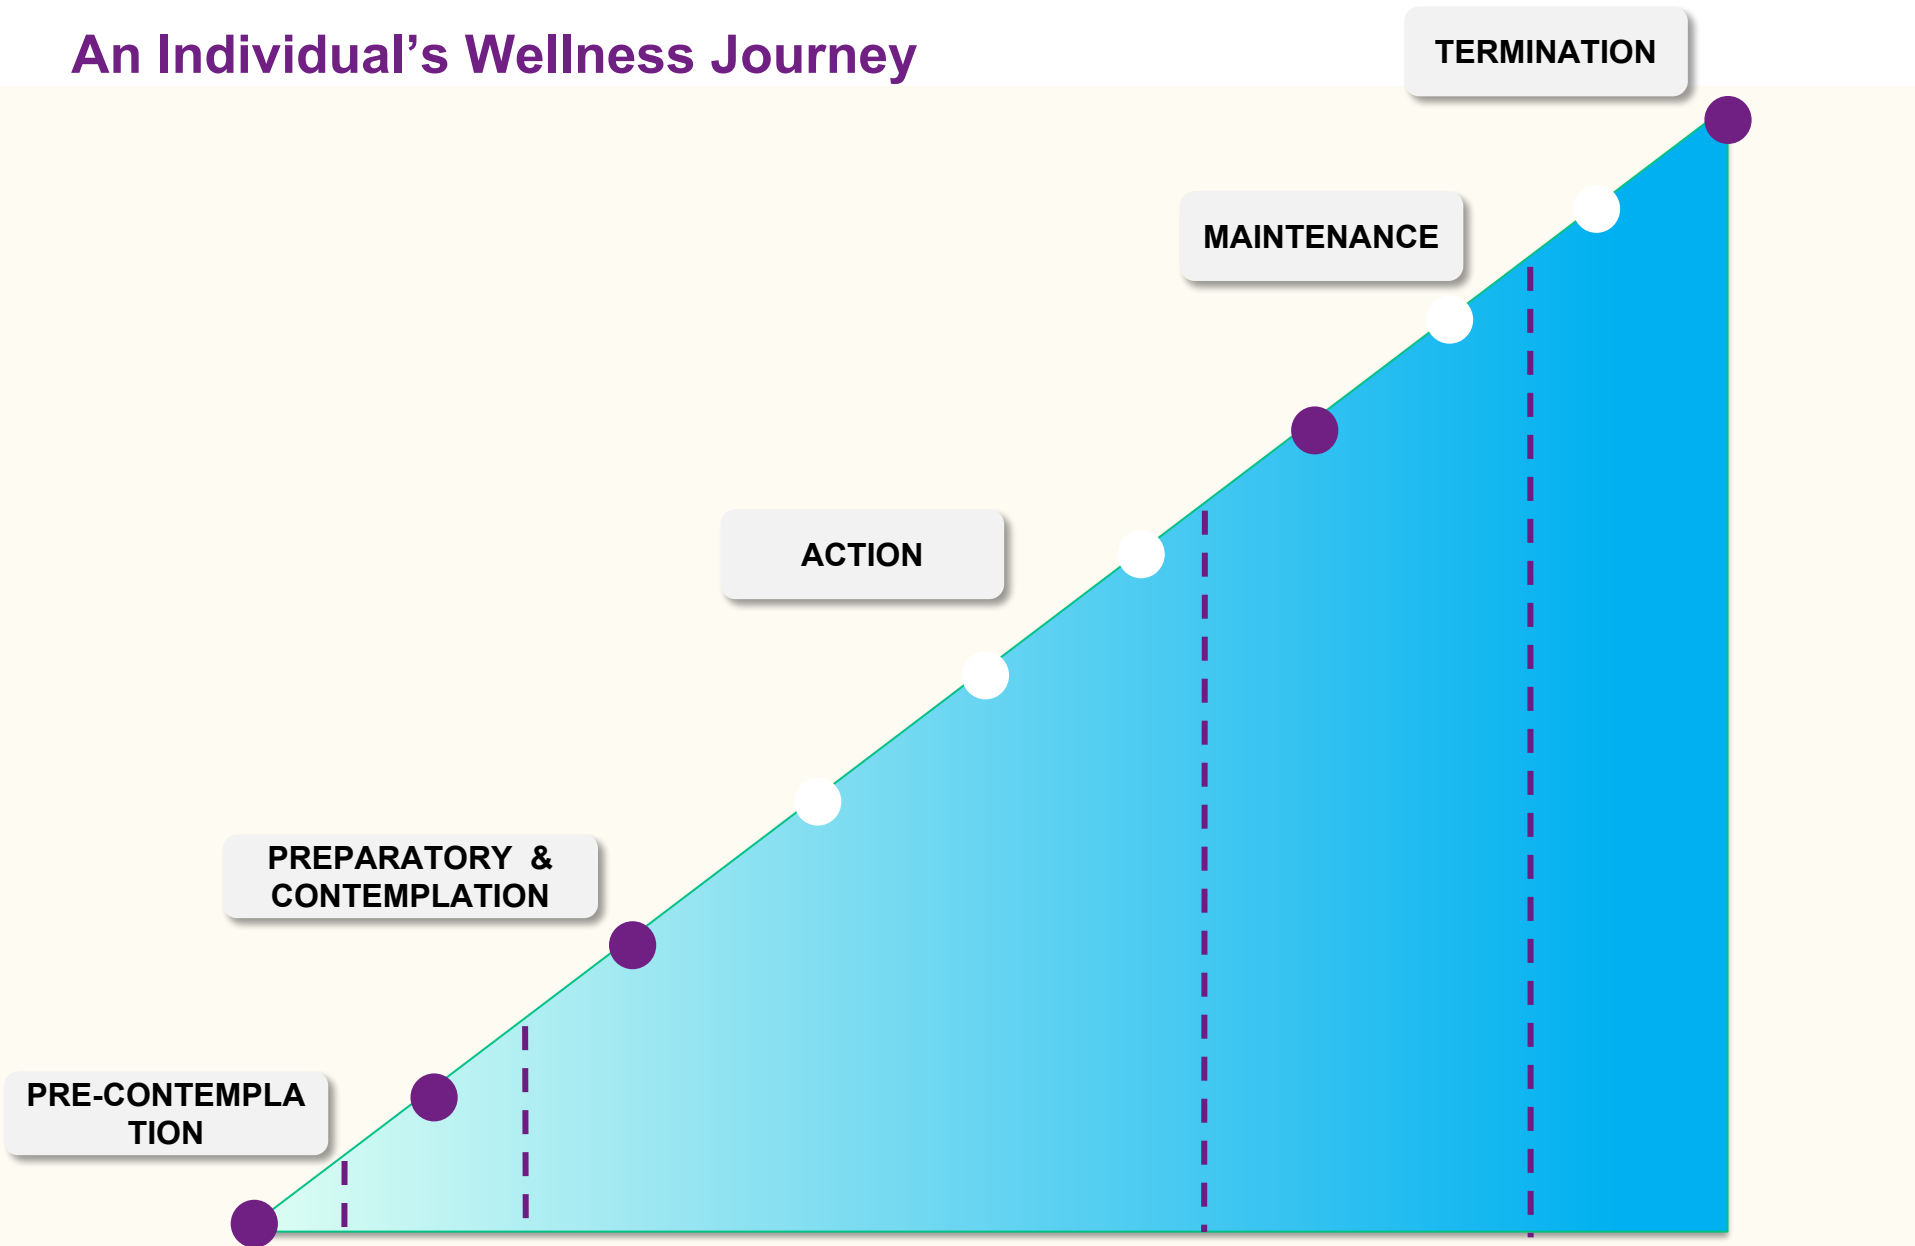 An Individual’s Wellness Journey
TERMINATION
MAINTENANCE
ACTION
PREPARATORY  &
CONTEMPLATION
PRE-CONTEMPLA
TION